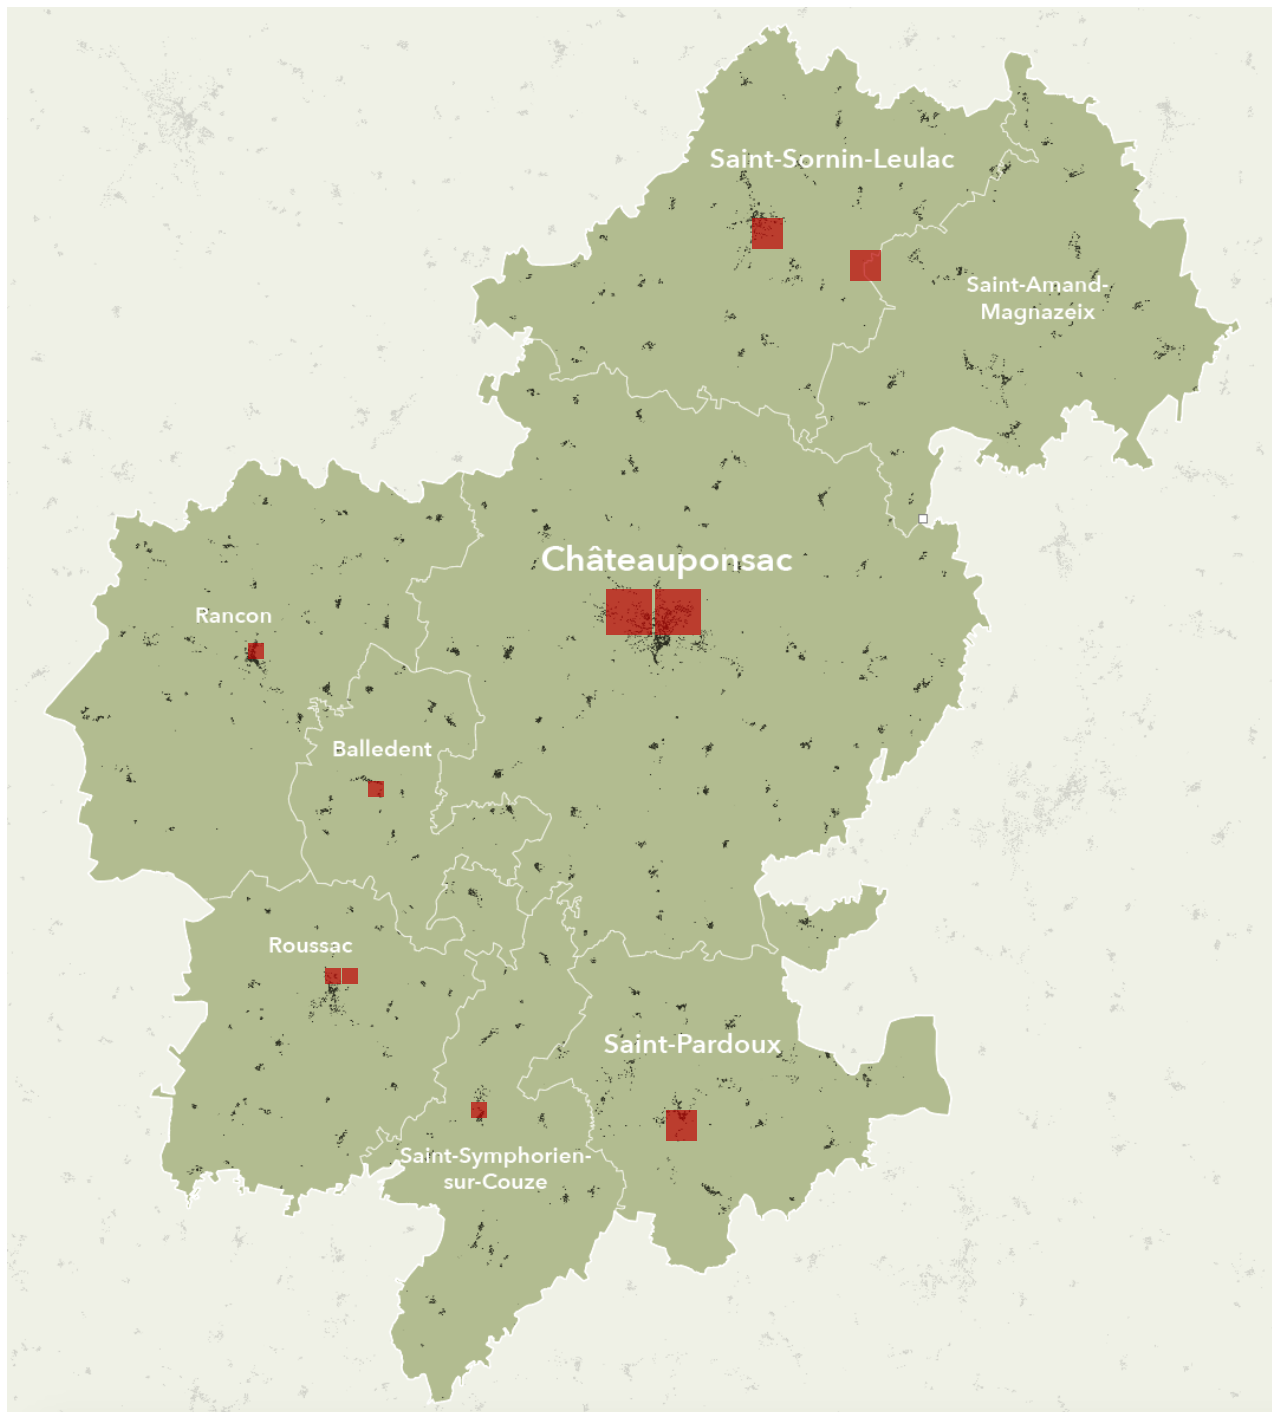 Saint-Sornin-Leulac
Saint-Amand-
Magnazeix
Châteauponsac
Rancon
Balledent
Roussac
Saint-Pardoux
Saint-Symphorien-
sur-Couze